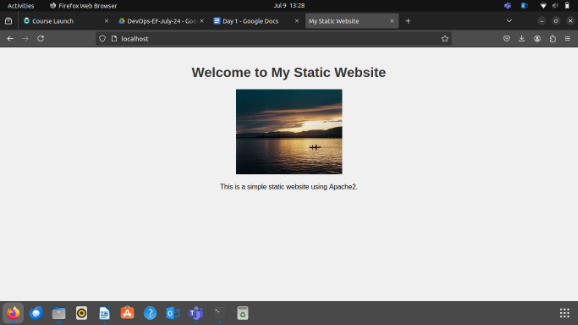 Activities
Firefox Web Browser
Jul 9 13:28
Course Launch
DevOps-EF-July-24 - Goo
Day 1 - Google Docs
My Static Website
localhost
Welcome to My Static Website
This is a simple static website using Apache2.